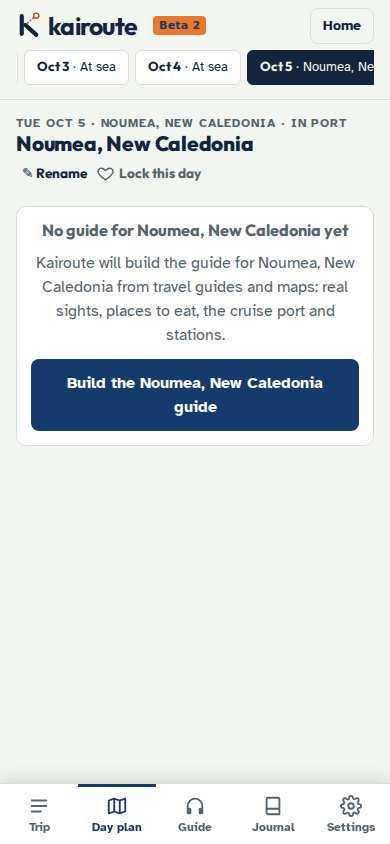 kairoute Beta 2 Home
Oct 3 · At sea Oct 4 · At sea Oct 5 · Noumea, Ne
TUE OCT 5 · NOUMEA, NEW CALEDONIA · IN PORT
Noumea, New Caledonia
✎ Rename Lock this day
No guide for Noumea, New Caledonia yet
Kairoute will build the guide for Noumea, New
Caledonia from travel guides and maps: real
sights, places to eat, the cruise port and
stations.
Build the Noumea, New Caledonia
guide
Trip Day plan Guide Journal Settings